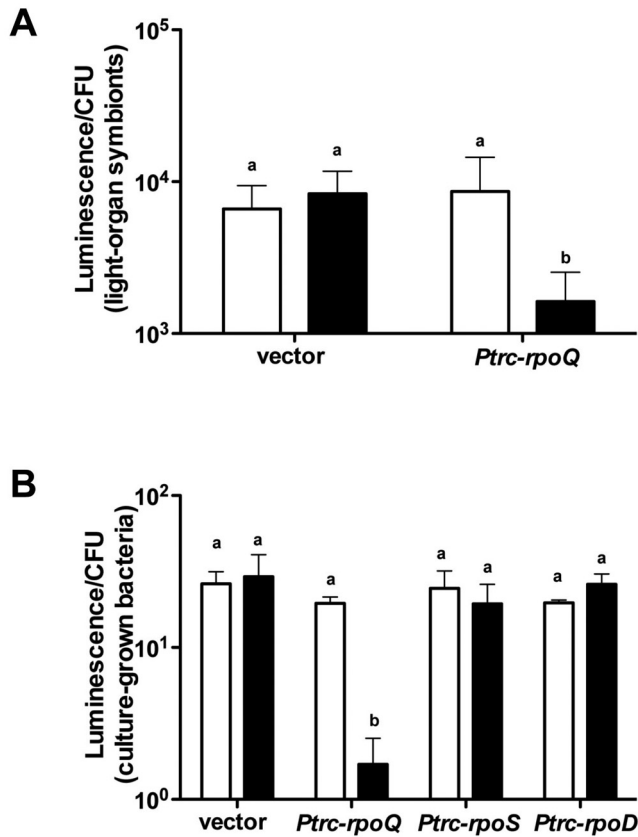 A
Luminescence/CFU
(light-organ symbionts)
10^5
10^4
10^3
a
a
a
b
vector
Ptrc-rpoQ
B
Luminescence/CFU
(culture-grown bacteria)
10^2
10^1
10^0
a
a
a
b
a
a
a
a
vector
Ptrc-rpoQ
Ptrc-rpoS
Ptrc-rpoD